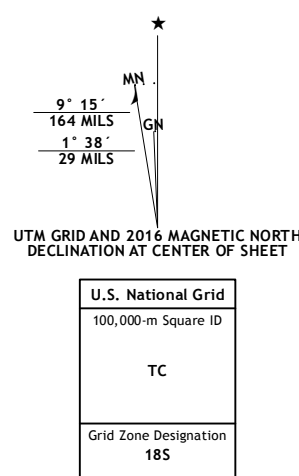 MN
GN
9° 15´
164 MILS
1° 38´
29 MILS
UTM GRID AND 2016 MAGNETIC NORTH
DECLINATION AT CENTER OF SHEET
U.S. National Grid
100,000-m Square ID
TC
Grid Zone Designation
18S